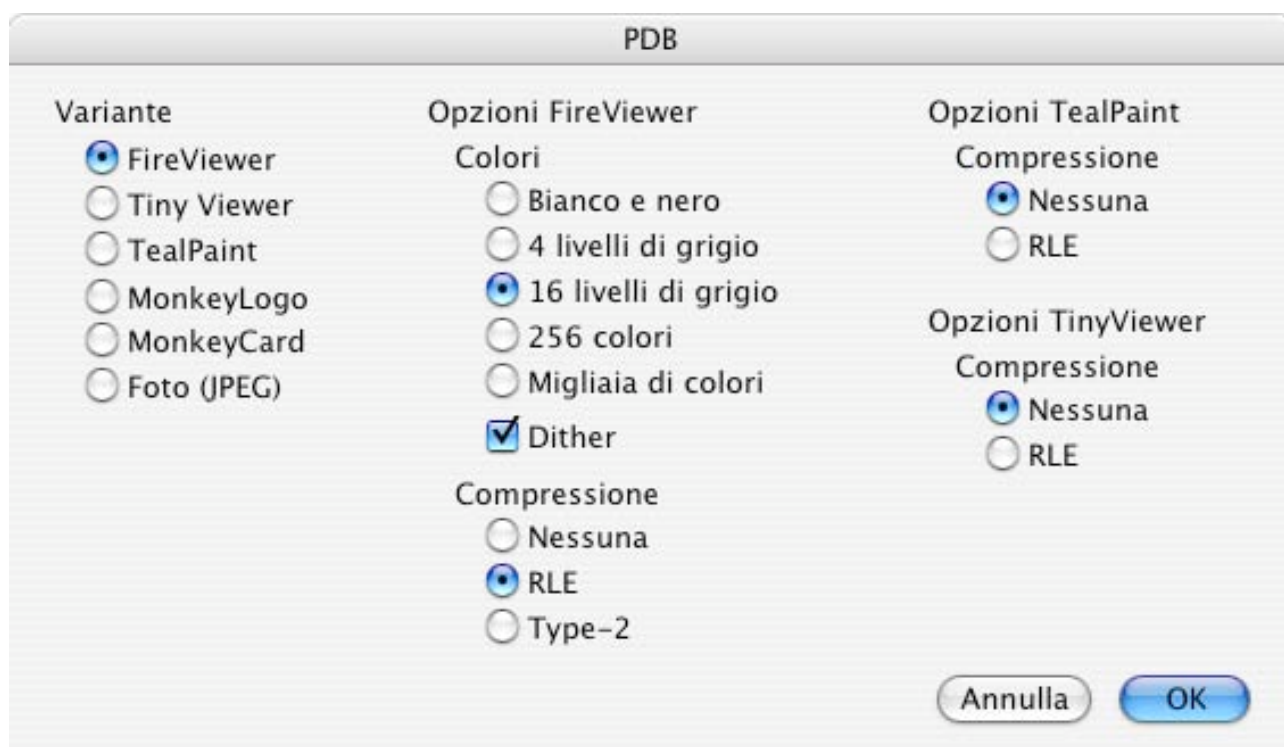 PDB
Variante
FireViewer
Tiny Viewer
TealPaint
MonkeyLogo
MonkeyCard
Foto (JPEG)
Opzioni FireViewer
Colori
Bianco e nero
4 livelli di grigio
16 livelli di grigio
256 colori
Migliaia di colori
Dither
Compressione
Nessuna
RLE
Type-2
Opzioni TealPaint
Compressione
Nessuna
RLE
Opzioni TinyViewer
Compressione
Nessuna
RLE
Annulla
OK